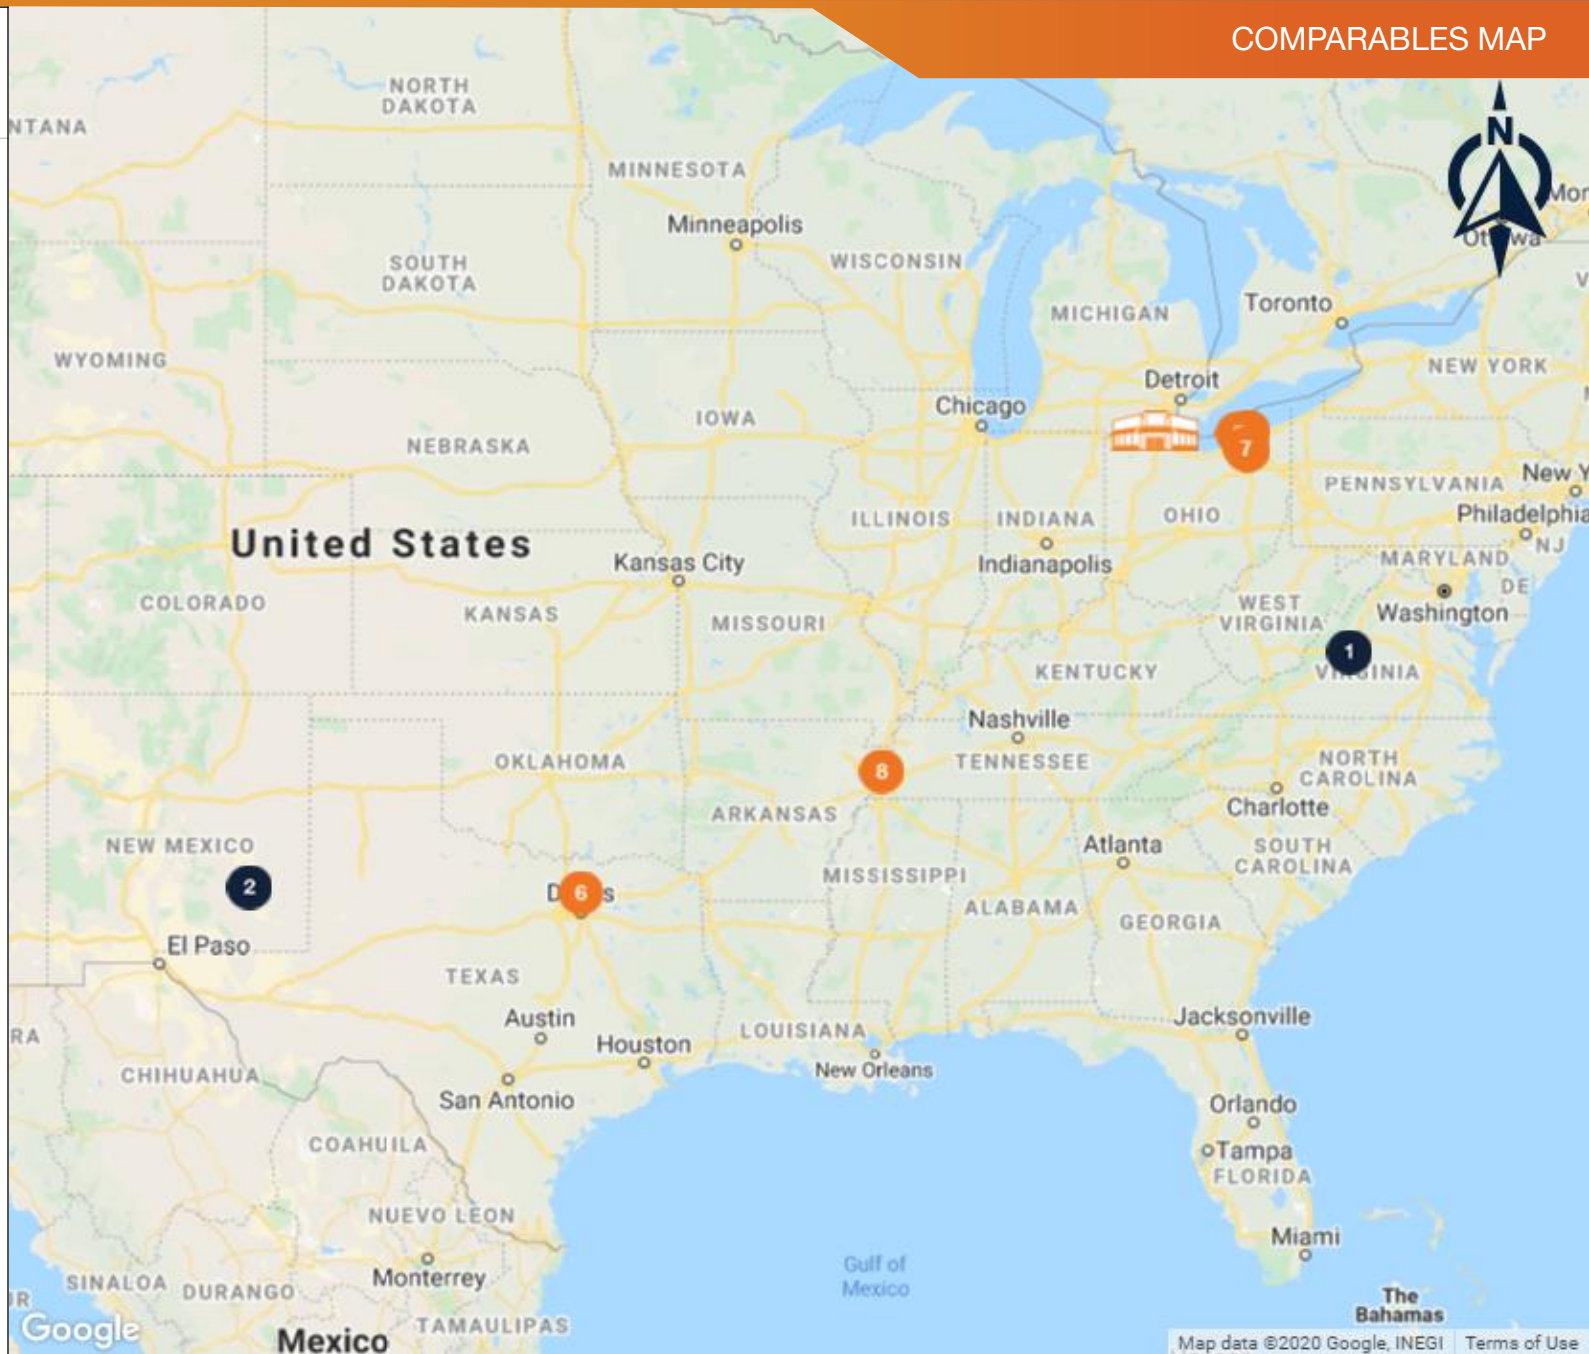 COMPARABLES MAP
N
NORTH
DAKOTA
NTANA
MINNESOTA
Minneapolis
SOUTH
DAKOTA
WISCONSIN
MICHIGAN
Toronto
WYOMING
NEW YORK
Detroit
Chicago
IOWA
NEBRASKA
7
PENNSYLVANIA
New Y
ILLINOIS
INDIANA
OHIO
Philadelphia
NJ
United States
Kansas City
Indianapolis
MARYLAND
DE
COLORADO
KANSAS
MISSOURI
WEST
VIRGINIA
Washington
1
KENTUCKY
VIRGINIA
Nashville
OKLAHOMA
TENNESSEE
NORTH
CAROLINA
8
Charlotte
ARKANSAS
NEW MEXICO
Atlanta
SOUTH
CAROLINA
2
6
MISSISSIPPI
ALABAMA
GEORGIA
El Paso
TEXAS
Austin
Jacksonville
RA
Houston
LOUISIANA
New Orleans
CHIHUAHUA
San Antonio
Orlando
COAHUILA
Tampa
FLORIDA
NUEVO LEON
Miami
Monterrey
Gulf of
Mexico
SINALOA
DURANGO
The
Bahamas
Google
Mexico
TAMAULIPAS
Map data ©2020 Google, INEGI
Terms of Use